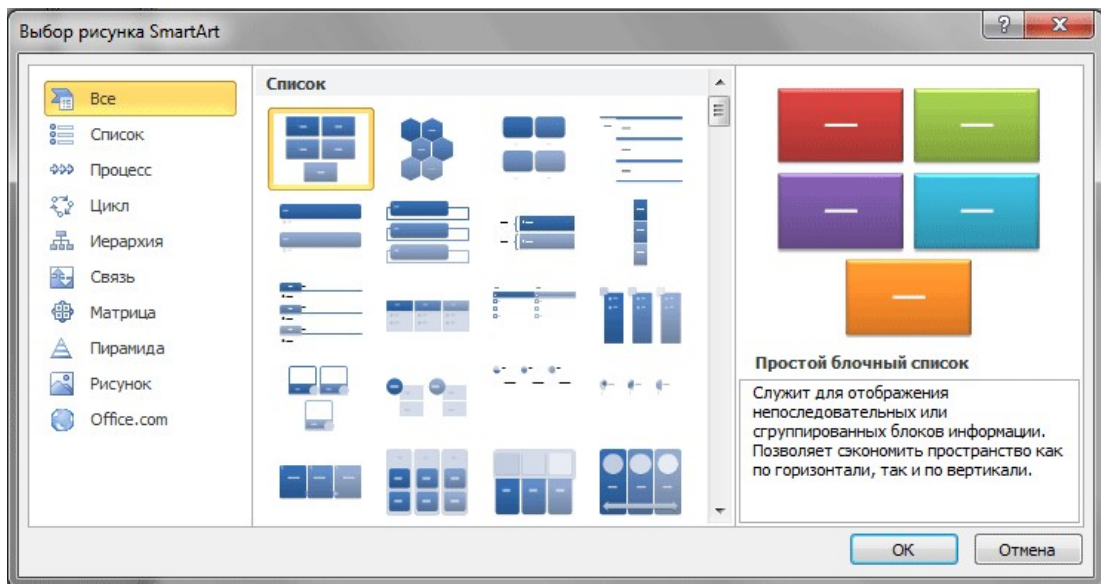 Выбор рисунка SmartArt
Все
Список
Процесс
Цикл
Иерархия
Связь
Матрица
Пирамида
Рисунок
Office.com
Список
Простой блочный список
Служит для отображения
непоследовательных или
сгруппированных блоков информации.
Позволяет сэкономить пространство как
по горизонтали, так и по вертикали.
ОК
Отмена